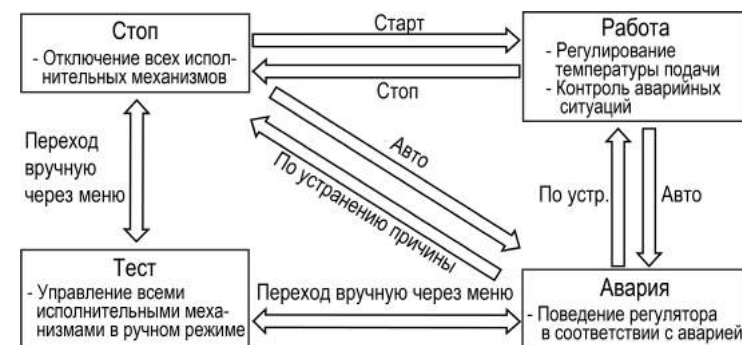 Стоп
- Отключение всех испол-
нительных механизмов
Старт
Стоп
Работа
- Регулирование
температуры подачи
- Контроль аварийных
ситуаций
Переход
вручную
через меню
Авто
По устранению причины
По устр.
Авто
Тест
- Управление всеми
исполнительными меха-
низмами в ручном режиме
Переход вручную через меню
Авария
- Поведение регулятора
в соответствии с аварией